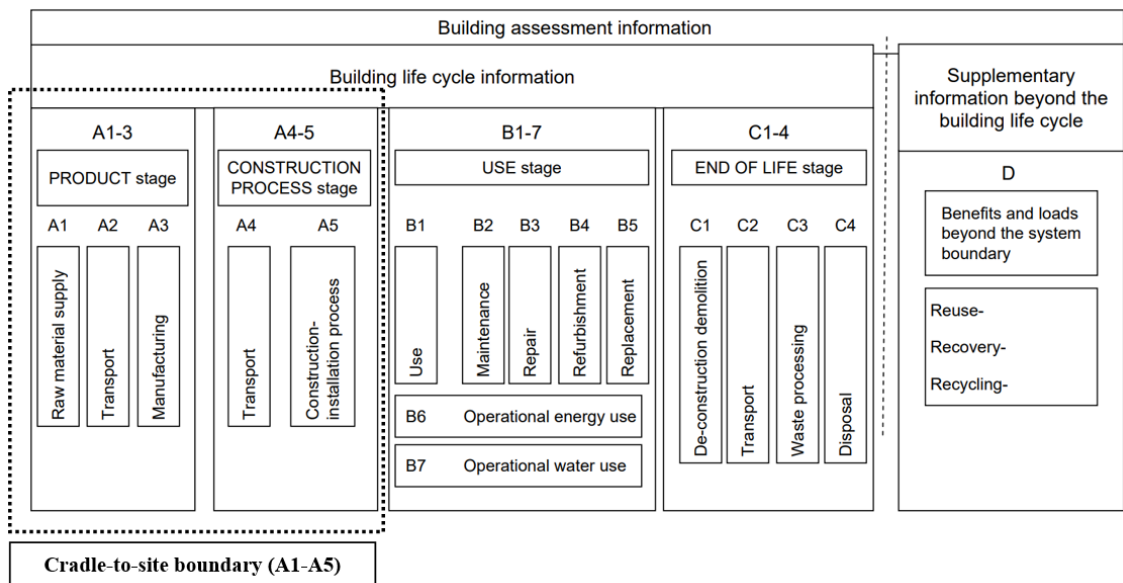 Building assessment information
Building life cycle information
Supplementary
information beyond the
building life cycle
A1-3
PRODUCT stage
A1 A2 A3
Raw material supply
Transport
Manufacturing
A4-5
CONSTRUCTION
PROCESS stage
A4 A5
Transport
Construction-
installation process
B1-7
USE stage
B1 B2 B3 B4 B5
Use
Maintenance
Repair
Refurbishment
Replacement
B6 Operational energy use
B7 Operational water use
C1-4
END OF LIFE stage
C1 C2 C3 C4
De-construction demolition
Transport
Waste processing
Disposal
D
Benefits and loads
beyond the system
boundary
Reuse-
Recovery-
Recycling-
Cradle-to-site boundary (A1-A5)